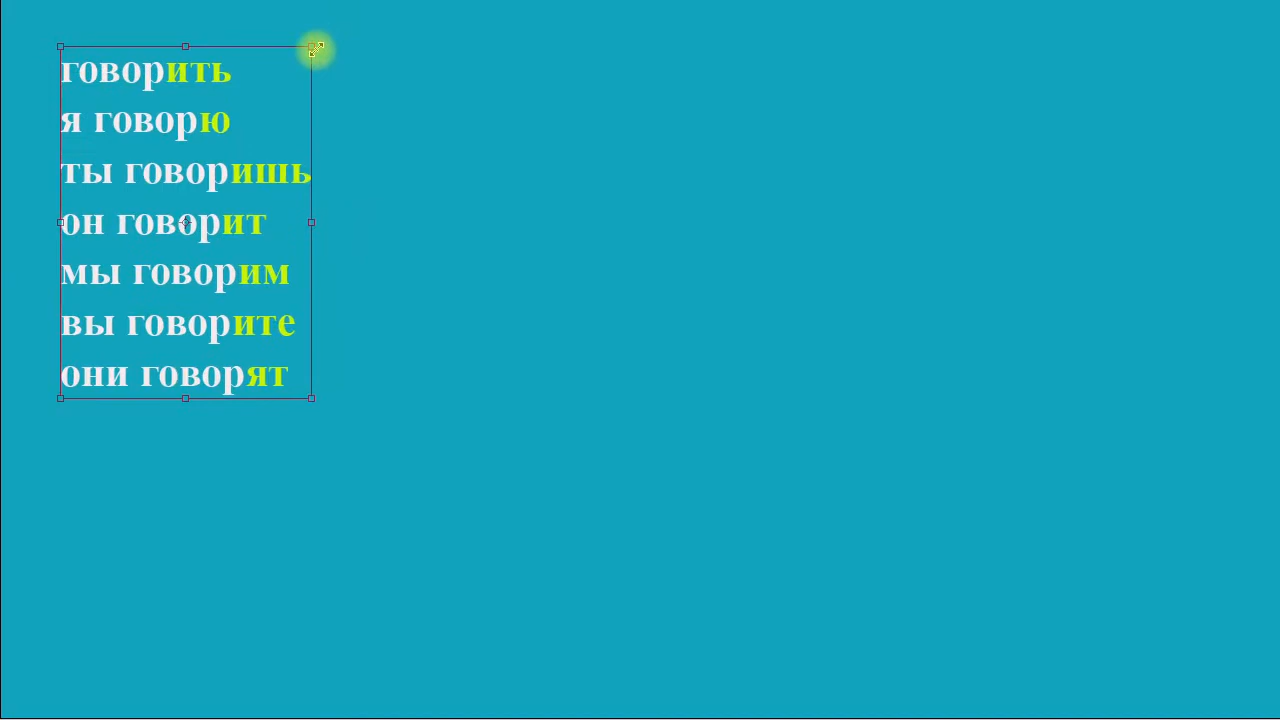 говорить
я говорю
ты говоришь
он говорит
мы говорим
вы говорите
они говорят